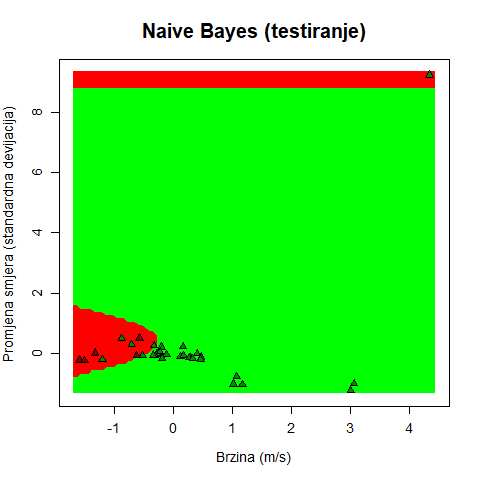 Naive Bayes (testiranje)
Promjena smjera (standardna devijacija)
8
6
4
2
0
-1 0 1 2 3 4
Brzina (m/s)